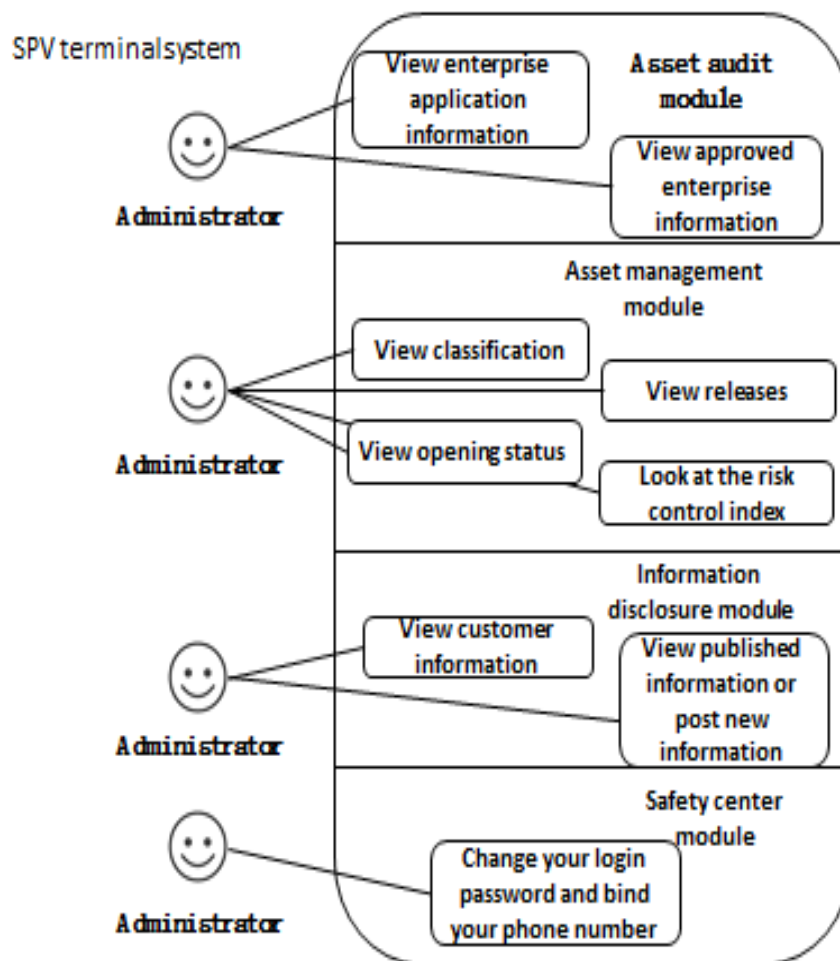 SPV terminal system
View enterprise
application
information
Asset audit
module
View approved
enterprise
information
Administrator
Asset management
module
View classification
View releases
View opening status
Look at the risk
control index
Administrator
Information
disclosure module
View customer
information
View published
information or
post new
information
Administrator
Safety center
module
Change your login
password and bind
your phone number
Administrator